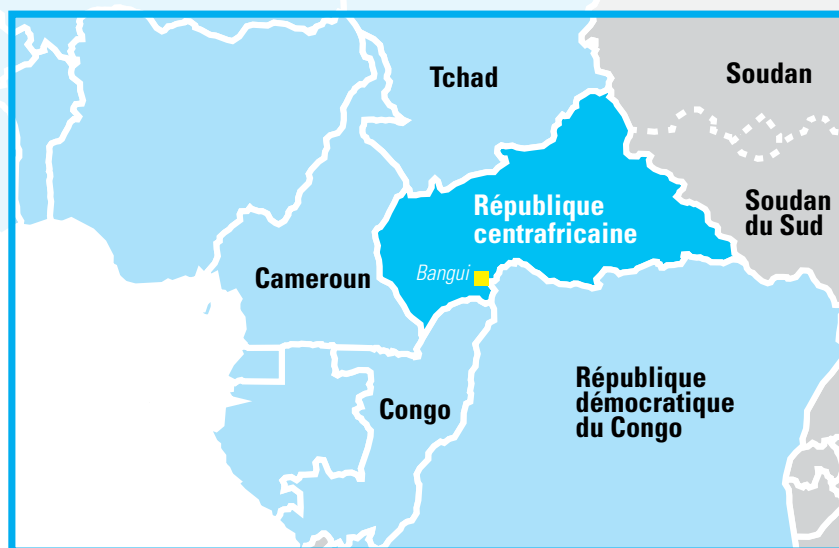 Tchad
Soudan
République
centrafricaine
Soudan
du Sud
Bangui
Cameroun
République
démocratique
du Congo
Congo